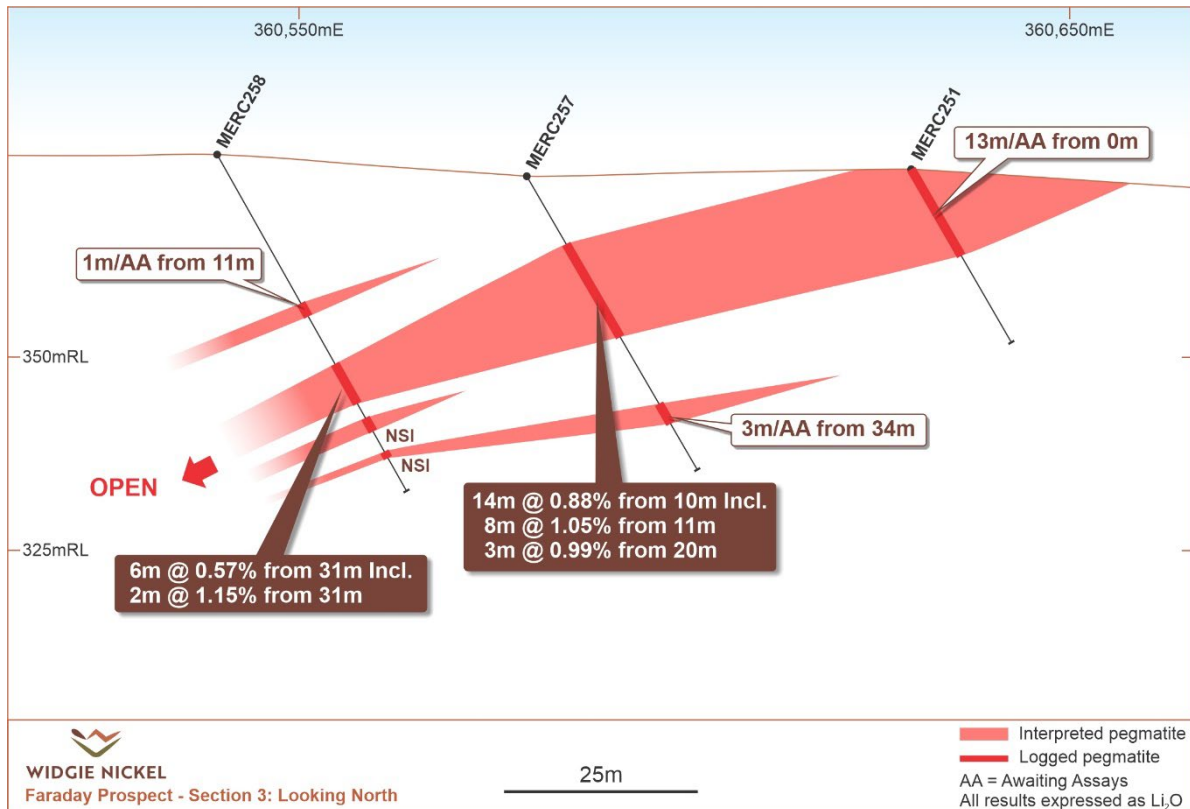 360,550mE
360,650mE
MERC258
MERC257
MERC251
13m/AA from 0m
1m/AA from 11m
350mRL
3m/AA from 34m
NSI
NSI
OPEN
14m @ 0.88% from 10m Incl.
8m @ 1.05% from 11m
3m @ 0.99% from 20m
325mRL
6m @ 0.57% from 31m Incl.
2m @ 1.15% from 31m
WIDGIE NICKEL
Faraday Prospect - Section 3: Looking North
25m
Interpreted pegmatite
Logged pegmatite
AA = Awaiting Assays
All results expressed as Li₂O